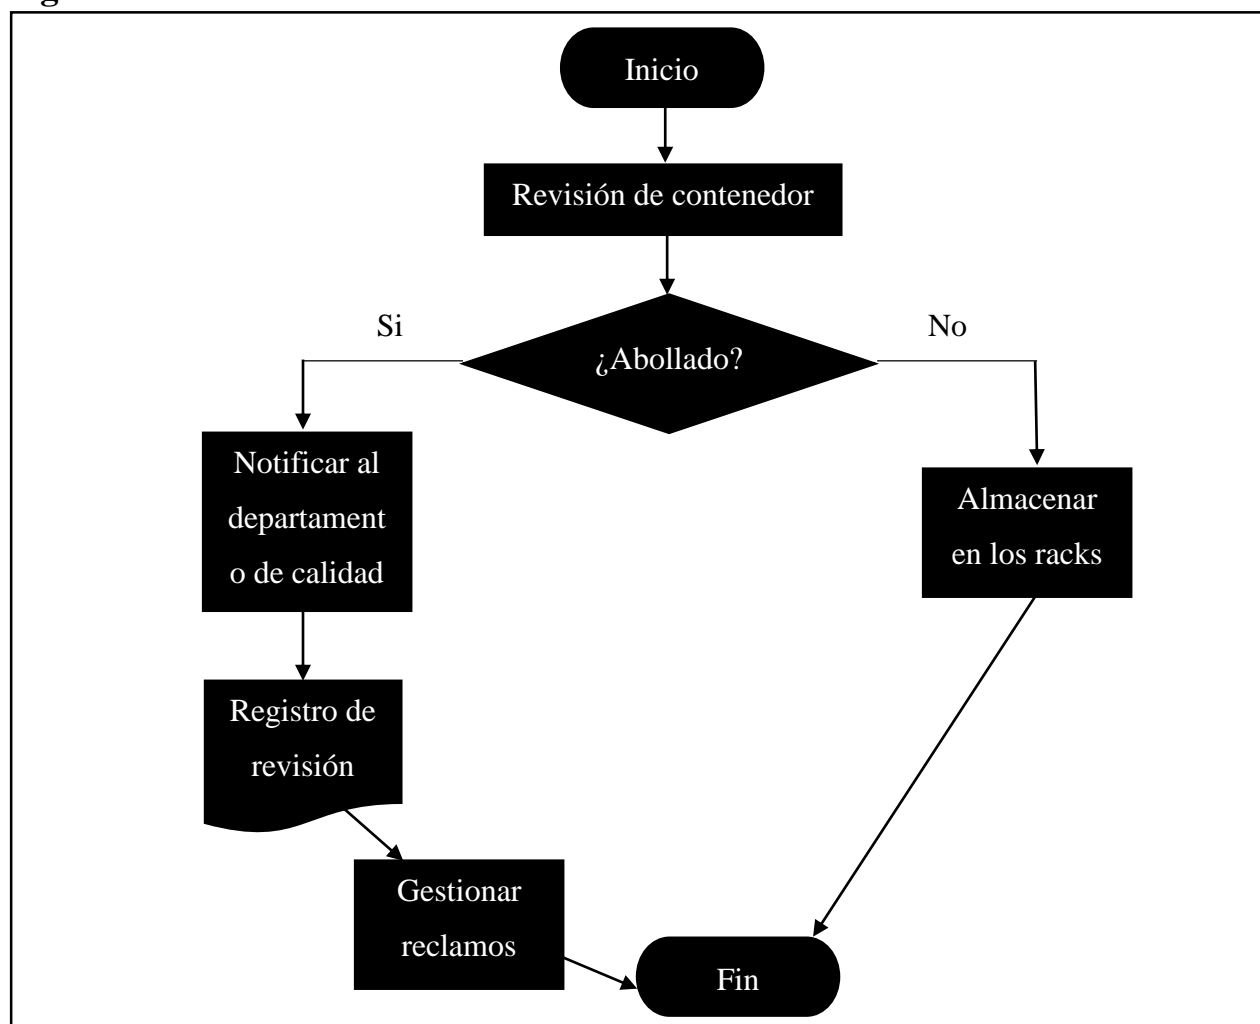 Inicio
Revisión de contenedor
Si
No
¿Abollado?
Notificar al
departament
o de calidad
Almacenar
en los racks
Registro de
revisión
Gestionar
reclamos
Fin